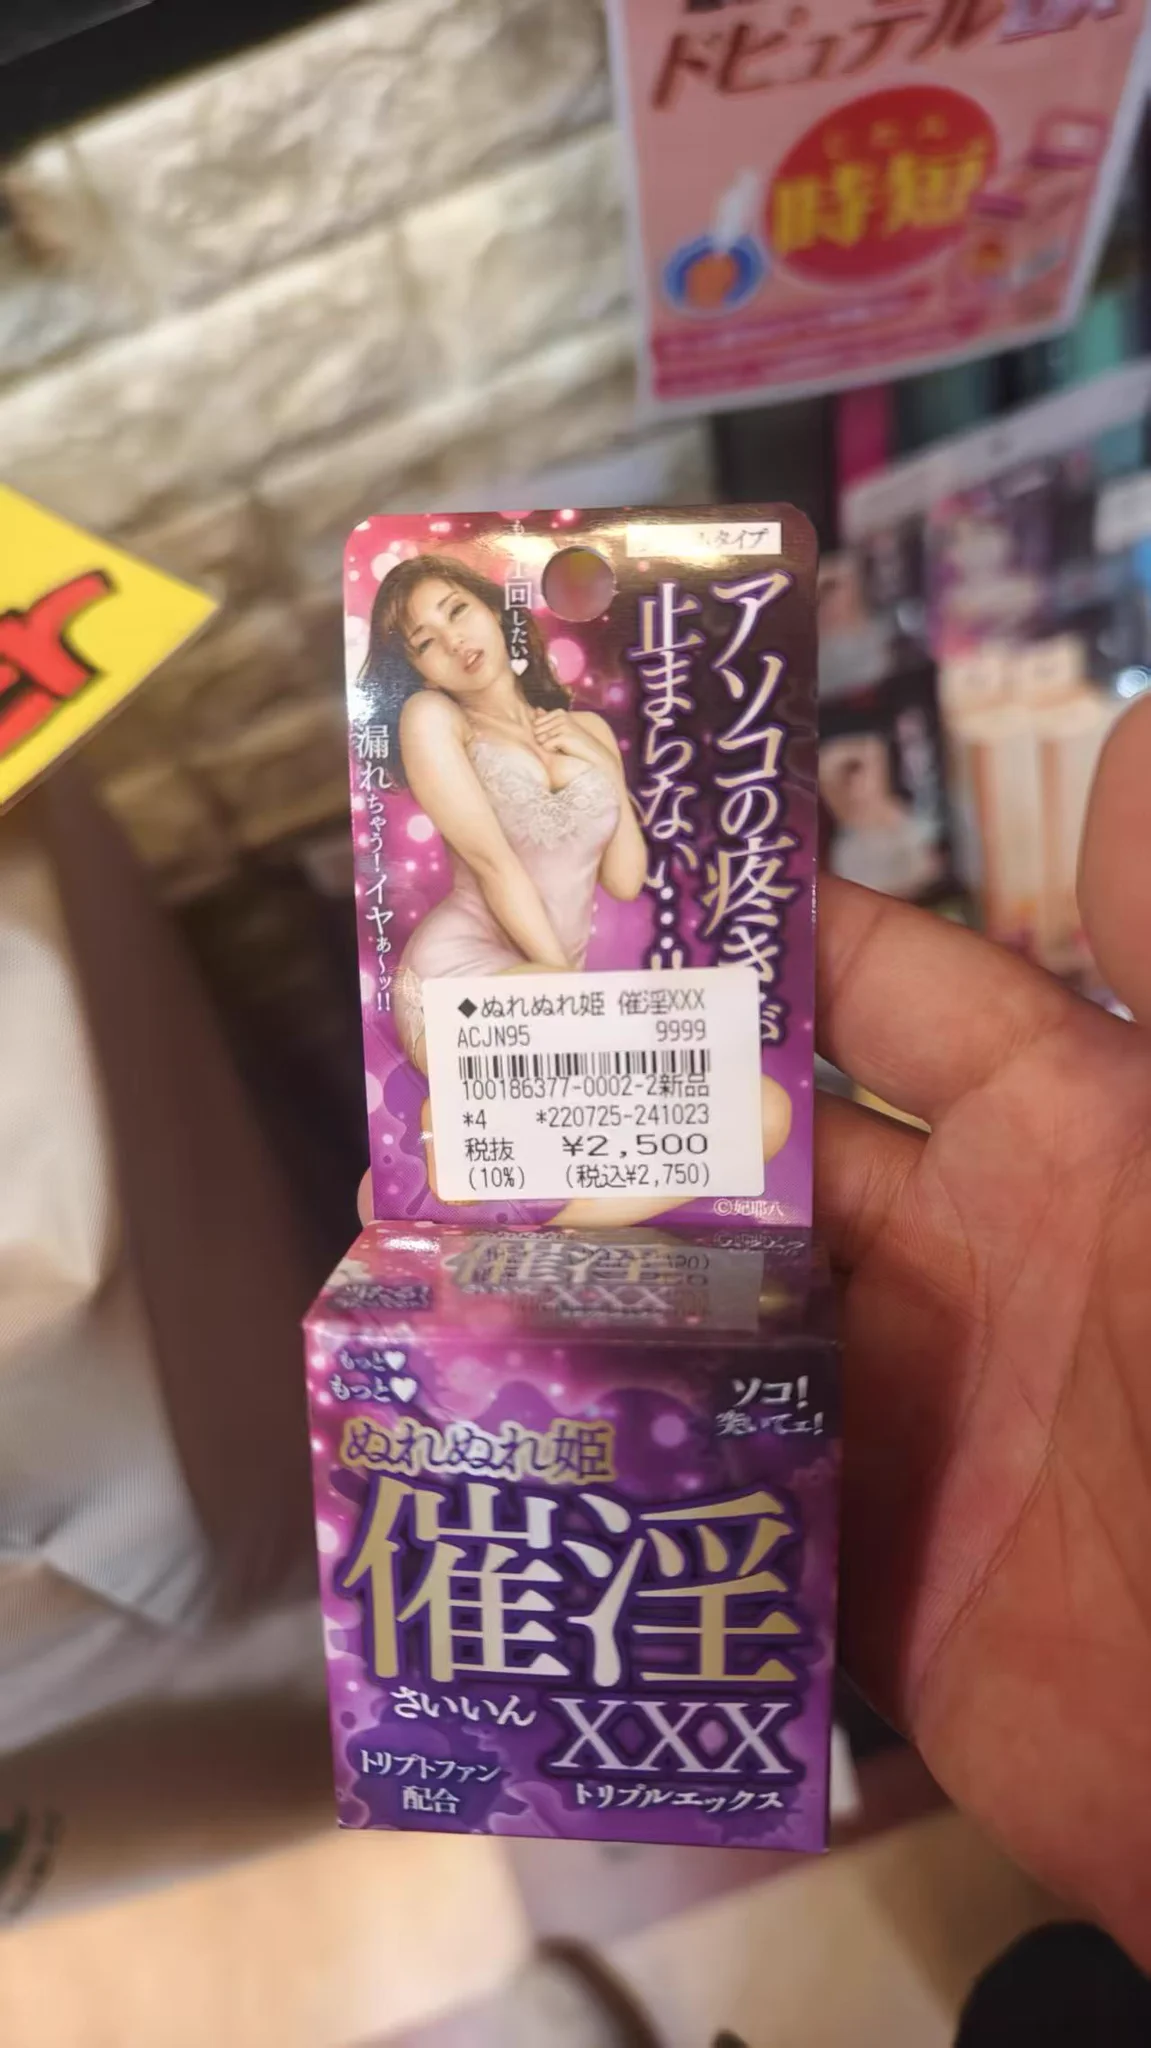 ドピュデル
時短
タイプ
回したい♥
アソコの疼きが
止まらない…!!
漏れちゃう！イヤぁ〜ッ!!
◆ぬれぬれ姫 催淫XXX
ACJN95 9999
100186377-0002-2新品
*4 *220725-241023
税抜 ¥2,500
(10%) (税込¥2,750)
©妃耶八
もっと♥
もっと♥
ソコ！
突いてェ！
ぬれぬれ姫
催淫
さいいん
XXX
トリプルエックス
トリプトファン
配合